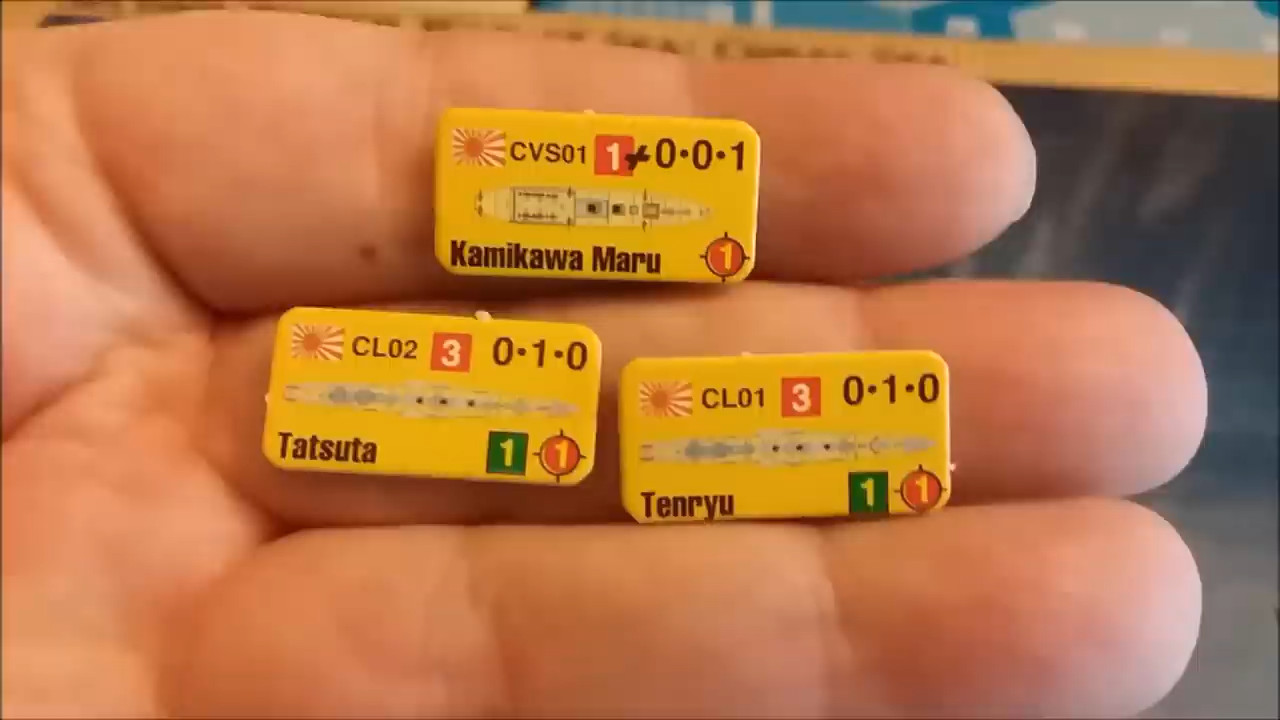 CVS01 1 0·0·1
Kamikawa Maru 1
CL02 3 0·1·0
Tatsuta 1 1
CL01 3 0·1·0
Tenryu 1 1